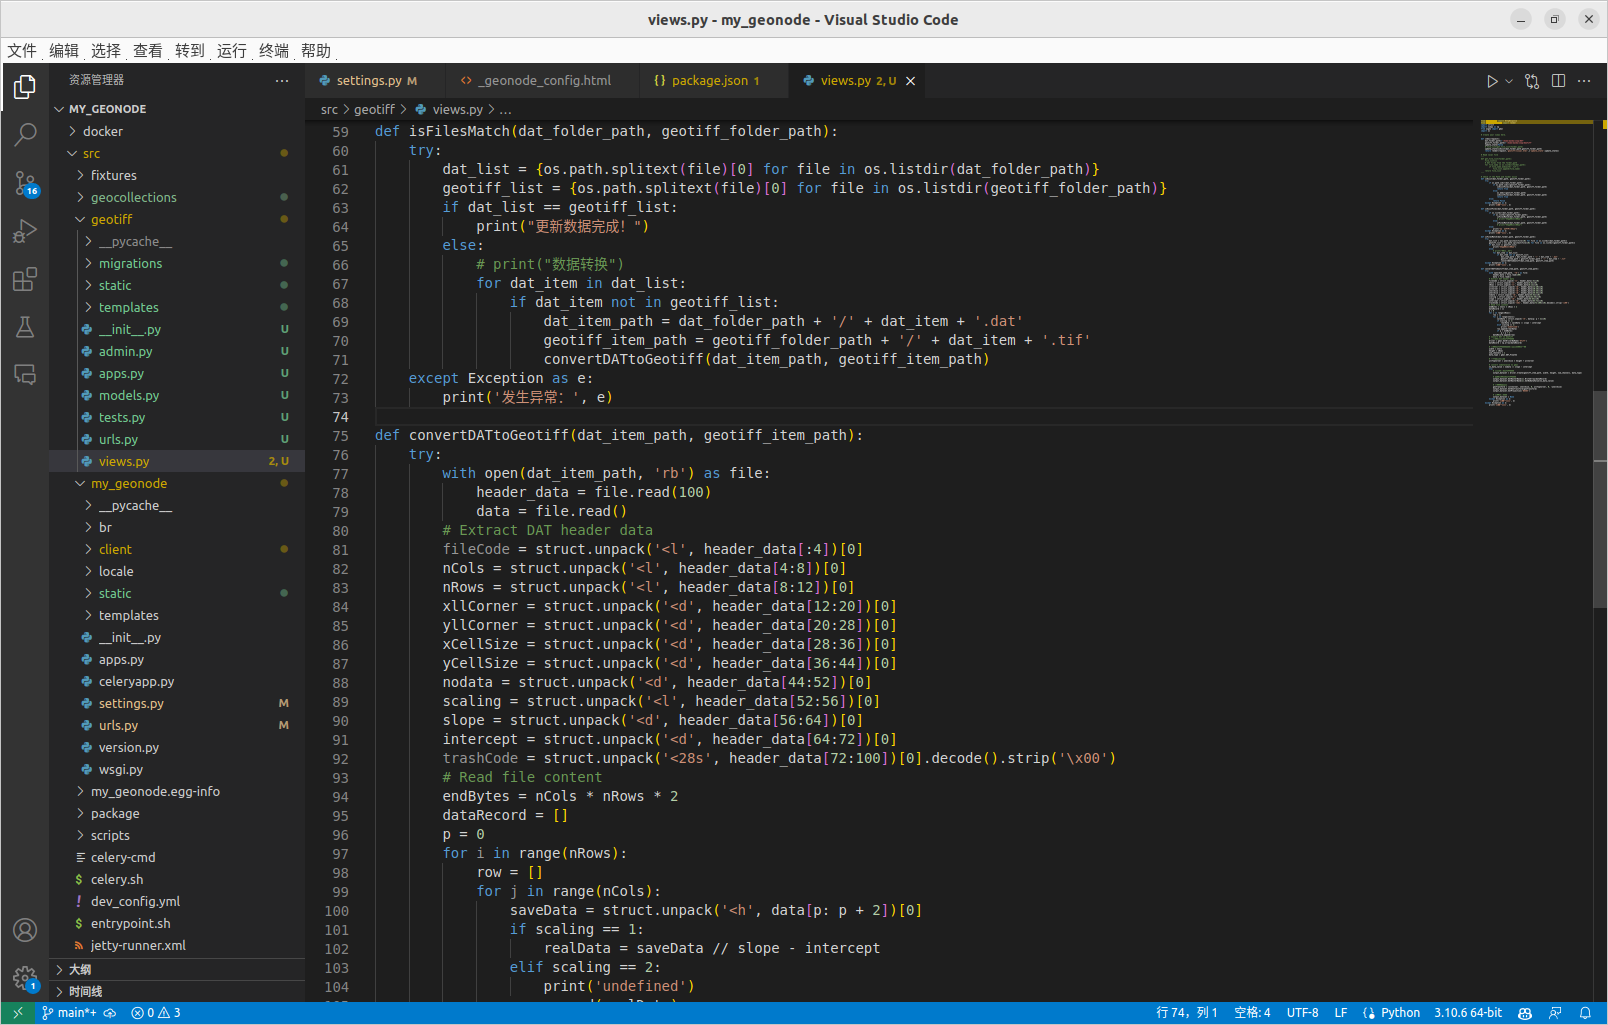 views.py - my_geonode - Visual Studio Code
文件 编辑 选择 查看 转到 运行 终端 帮助
资源管理器
MY_GEONODE
docker
src
fixtures
geocollections
geotiff
__pycache__
migrations
static
templates
__init__.py U
admin.py U
apps.py U
models.py U
tests.py U
urls.py U
views.py 2, U
my_geonode
__pycache__
br
client
locale
static
templates
__init__.py
apps.py
celeryapp.py
settings.py M
urls.py M
version.py
wsgi.py
my_geonode.egg-info
package
scripts
celery-cmd
celery.sh
dev_config.yml
entrypoint.sh
jetty-runner.xml
大纲
时间线
16
1
settings.py M
_geonode_config.html
package.json 1
views.py 2, U
src > geotiff > views.py > ...
59 def isFilesMatch(dat_folder_path, geotiff_folder_path):
60 try:
61 dat_list = {os.path.splitext(file)[0] for file in os.listdir(dat_folder_path)}
62 geotiff_list = {os.path.splitext(file)[0] for file in os.listdir(geotiff_folder_path)}
63 if dat_list == geotiff_list:
64 print("更新数据完成！")
65 else:
66 # print("数据转换")
67 for dat_item in dat_list:
68 if dat_item not in geotiff_list:
69 dat_item_path = dat_folder_path + '/' + dat_item + '.dat'
70 geotiff_item_path = geotiff_folder_path + '/' + dat_item + '.tif'
71 convertDATtoGeotiff(dat_item_path, geotiff_item_path)
72 except Exception as e:
73 print('发生异常：', e)
74
75 def convertDATtoGeotiff(dat_item_path, geotiff_item_path):
76 try:
77 with open(dat_item_path, 'rb') as file:
78 header_data = file.read(100)
79 data = file.read()
80 # Extract DAT header data
81 fileCode = struct.unpack('<l', header_data[:4])[0]
82 nCols = struct.unpack('<l', header_data[4:8])[0]
83 nRows = struct.unpack('<l', header_data[8:12])[0]
84 xllCorner = struct.unpack('<d', header_data[12:20])[0]
85 yllCorner = struct.unpack('<d', header_data[20:28])[0]
86 xCellSize = struct.unpack('<d', header_data[28:36])[0]
87 yCellSize = struct.unpack('<d', header_data[36:44])[0]
88 nodata = struct.unpack('<d', header_data[44:52])[0]
89 scaling = struct.unpack('<l', header_data[52:56])[0]
90 slope = struct.unpack('<d', header_data[56:64])[0]
91 intercept = struct.unpack('<d', header_data[64:72])[0]
92 trashCode = struct.unpack('<28s', header_data[72:100])[0].decode().strip('\x00')
93 # Read file content
94 endBytes = nCols * nRows * 2
95 dataRecord = []
96 p = 0
97 for i in range(nRows):
98 row = []
99 for j in range(nCols):
100 saveData = struct.unpack('<h', data[p: p + 2])[0]
101 if scaling == 1:
102 realData = saveData // slope - intercept
103 elif scaling == 2:
104 print('undefined')
main*+ 0 3
行 74，列 1 空格: 4 UTF-8 LF Python 3.10.6 64-bit